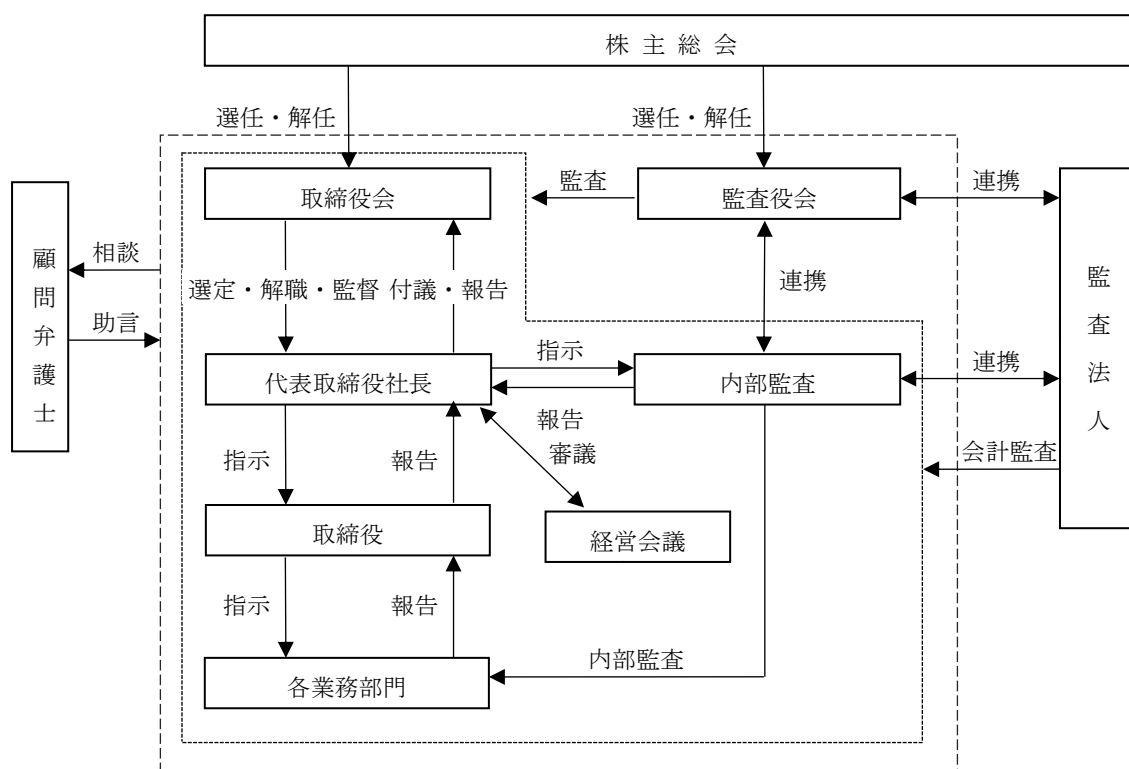 株主総会
選任・解任
選任・解任
取締役会
監査
監査役会
連携
顧問弁護士
相談
助言
監査法人
選定・解職・監督
付議・報告
連携
代表取締役社長
指示
内部監査
連携
報告
審議
指示
報告
会計監査
取締役
経営会議
指示
報告
内部監査
各業務部門